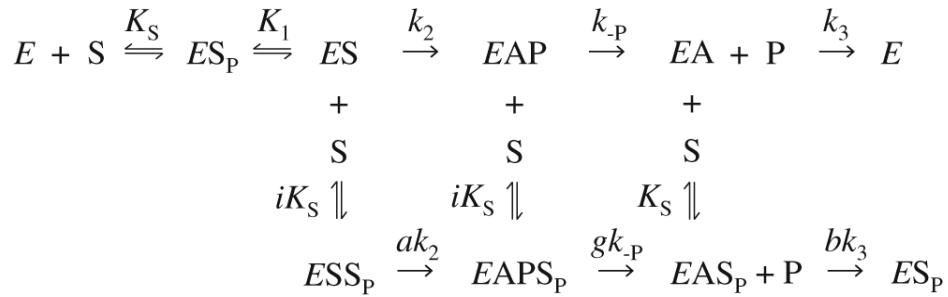 K_S K_1 k_2 k_-P k_3
E + S ⇌ ES_P ⇌ ES → EAP → EA + P → E
+ + +
S S S
iK_S ⥮ iK_S ⥮ K_S ⥮
ak_2 gk_-P bk_3
ESS_P → EAPS_P → EAS_P + P → ES_P